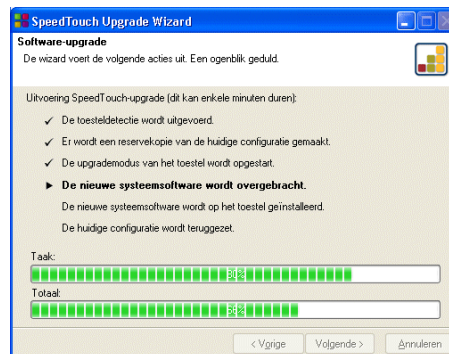 SpeedTouch Upgrade Wizard
Software-upgrade
De wizard voert de volgende acties uit. Een ogenblik geduld.
Uitvoering SpeedTouch-upgrade (dit kan enkele minuten duren):
De toesteldetectie wordt uitgevoerd.
Er wordt een reservekopie van de huidige configuratie gemaakt.
De upgrademodus van het toestel wordt opgestart.
De nieuwe systeemsoftware wordt overgebracht.
De nieuwe systeemsoftware wordt op het toestel geïnstalleerd.
De huidige configuratie wordt teruggezet.
Taak:
Totaal:
< Vorige Volgende > Annuleren